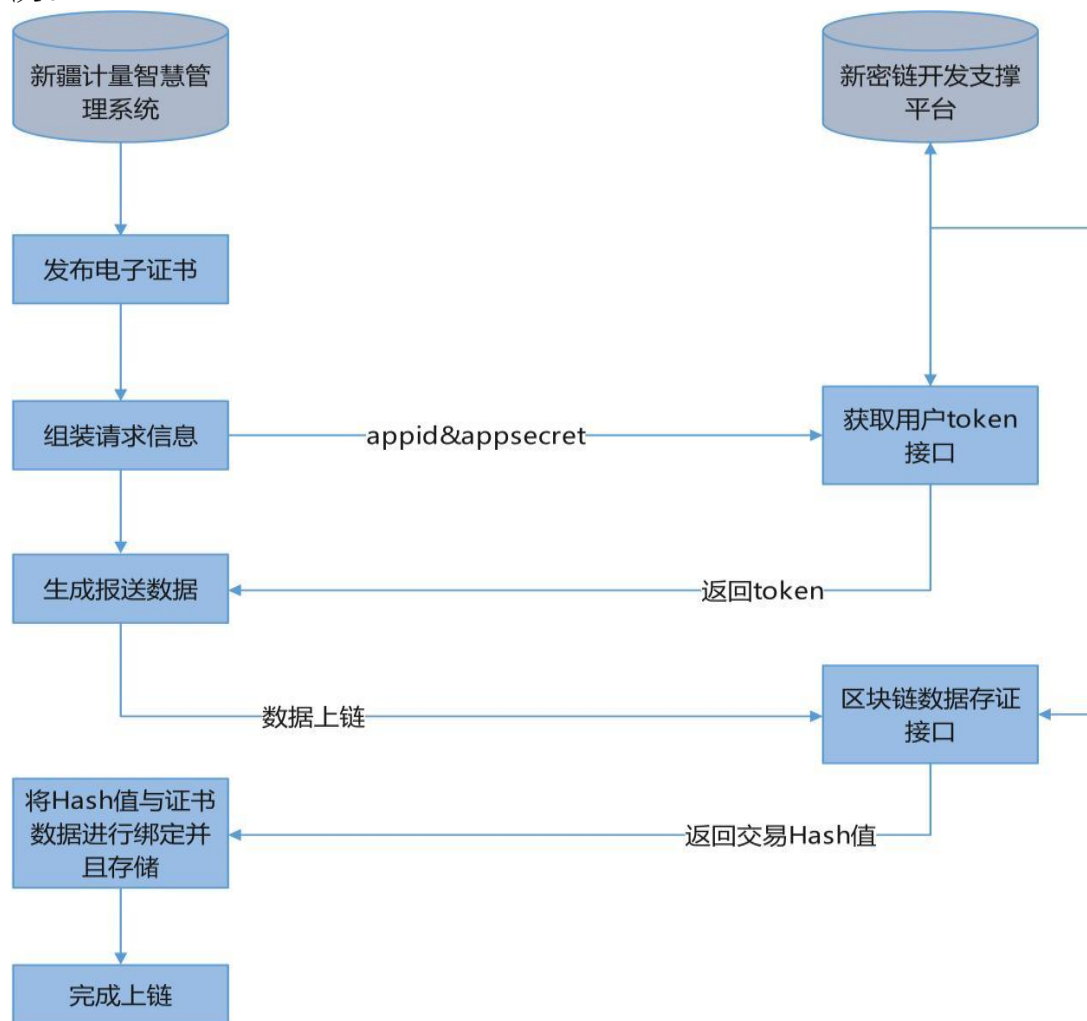 新疆计量智慧管
理系统
新密链开发支撑
平台
发布电子证书
组装请求信息
appid&appsecret
获取用户token
接口
生成报送数据
返回token
数据上链
区块链数据存证
接口
将Hash值与证书
数据进行绑定并
且存储
返回交易Hash值
完成上链